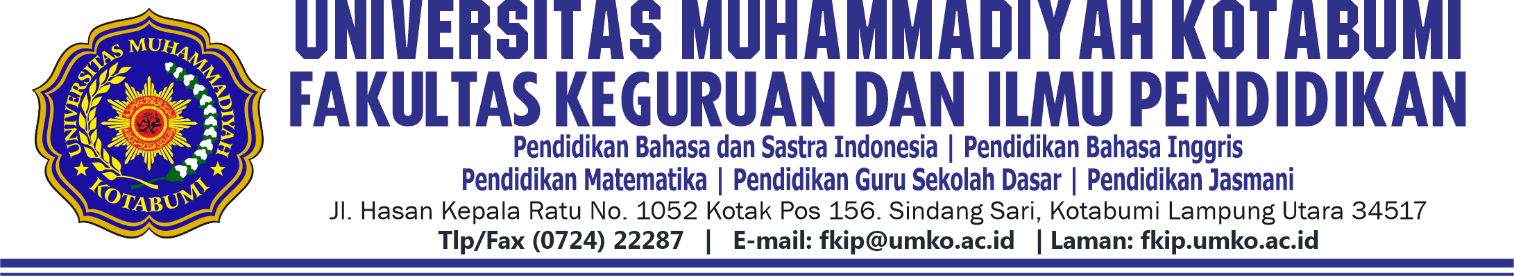 UNIVERSITAS MUHAMMADIYAH KOTABUMI
FAKULTAS KEGURUAN DAN ILMU PENDIDIKAN
Pendidikan Bahasa dan Sastra Indonesia | Pendidikan Bahasa Inggris
Pendidikan Matematika | Pendidikan Guru Sekolah Dasar | Pendidikan Jasmani
Jl. Hasan Kepala Ratu No. 1052 Kotak Pos 156. Sindang Sari, Kotabumi Lampung Utara 34517
Tlp/Fax (0724) 22287 | E-mail: fkip@umko.ac.id | Laman: fkip.umko.ac.id
UNIVERSITAS MUHAMMADIYAH
KOTABUMI